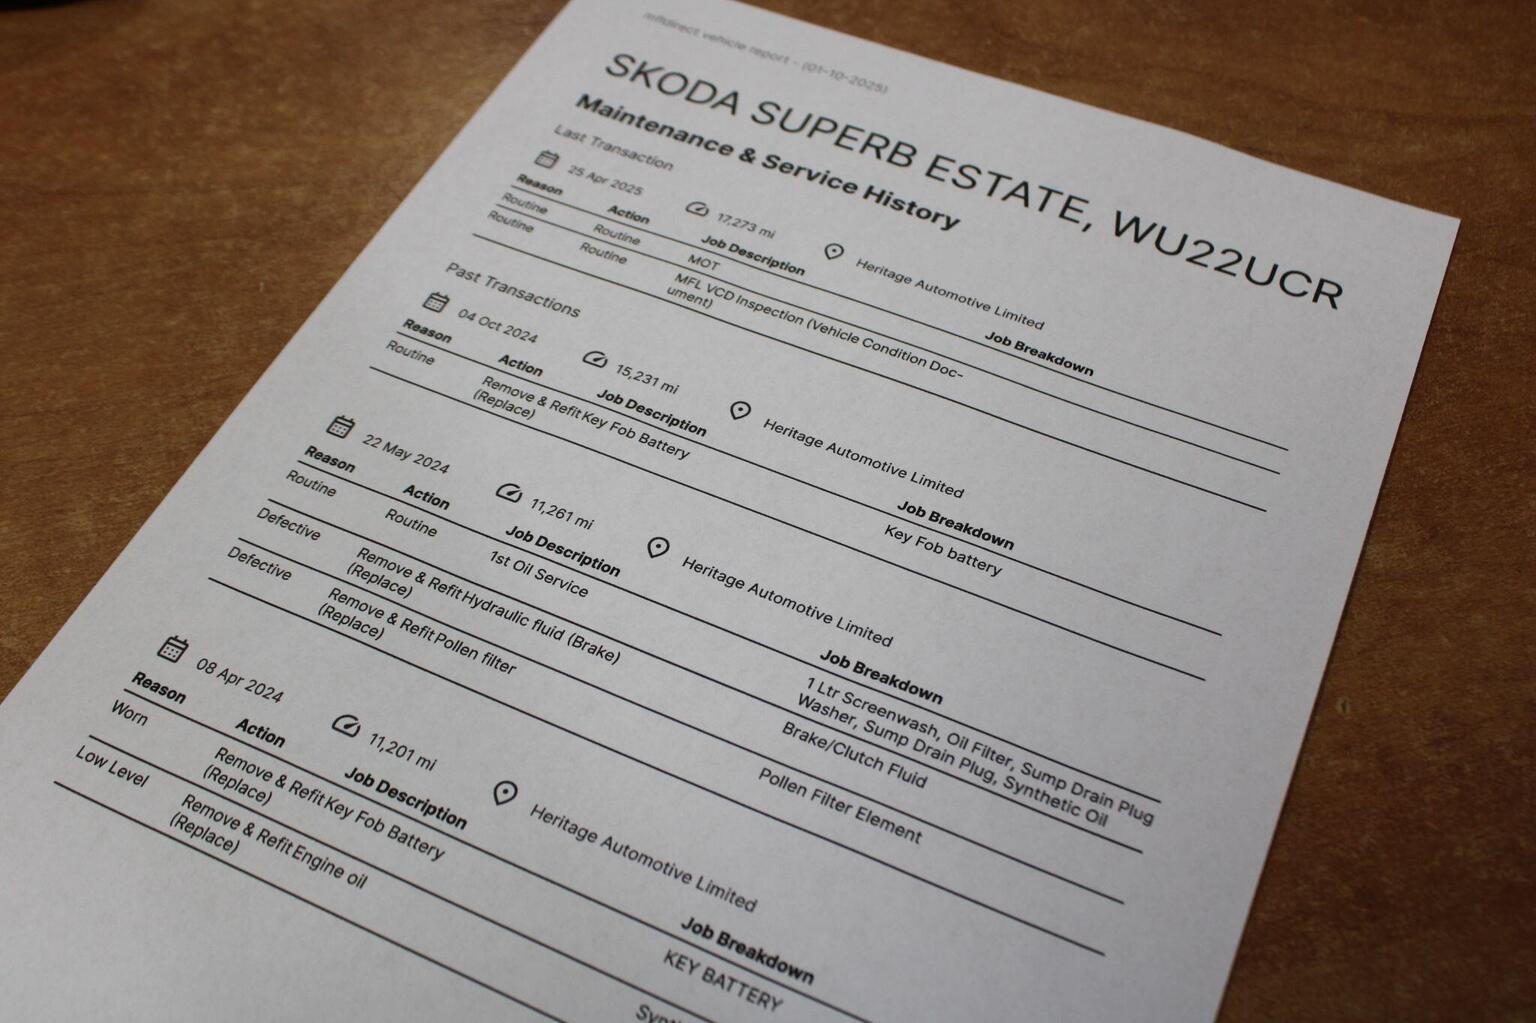 mfldirect vehicle report - (01-10-2025)
SKODA SUPERB ESTATE, WU22UCR
Maintenance & Service History
Last Transaction
25 Apr 2025 17,273 mi Heritage Automotive Limited
Reason Action Job Description Job Breakdown
Routine Routine MOT
Routine Routine MFL VCD Inspection (Vehicle Condition Doc-
ument)
Past Transactions
04 Oct 2024 15,231 mi Heritage Automotive Limited
Reason Action Job Description Job Breakdown
Routine Remove & Refit Key Fob Battery Key Fob battery
(Replace)
22 May 2024 11,261 mi Heritage Automotive Limited
Reason Action Job Description Job Breakdown
Routine Routine 1st Oil Service 1 Ltr Screenwash, Oil Filter, Sump Drain Plug
Washer, Sump Drain Plug, Synthetic Oil
Defective Remove & Refit Hydraulic fluid (Brake) Brake/Clutch Fluid
(Replace)
Defective Remove & Refit Pollen filter Pollen Filter Element
(Replace)
08 Apr 2024 11,201 mi Heritage Automotive Limited
Reason Action Job Description Job Breakdown
Worn Remove & Refit Key Fob Battery KEY BATTERY
(Replace)
Low Level Remove & Refit Engine oil
(Replace)